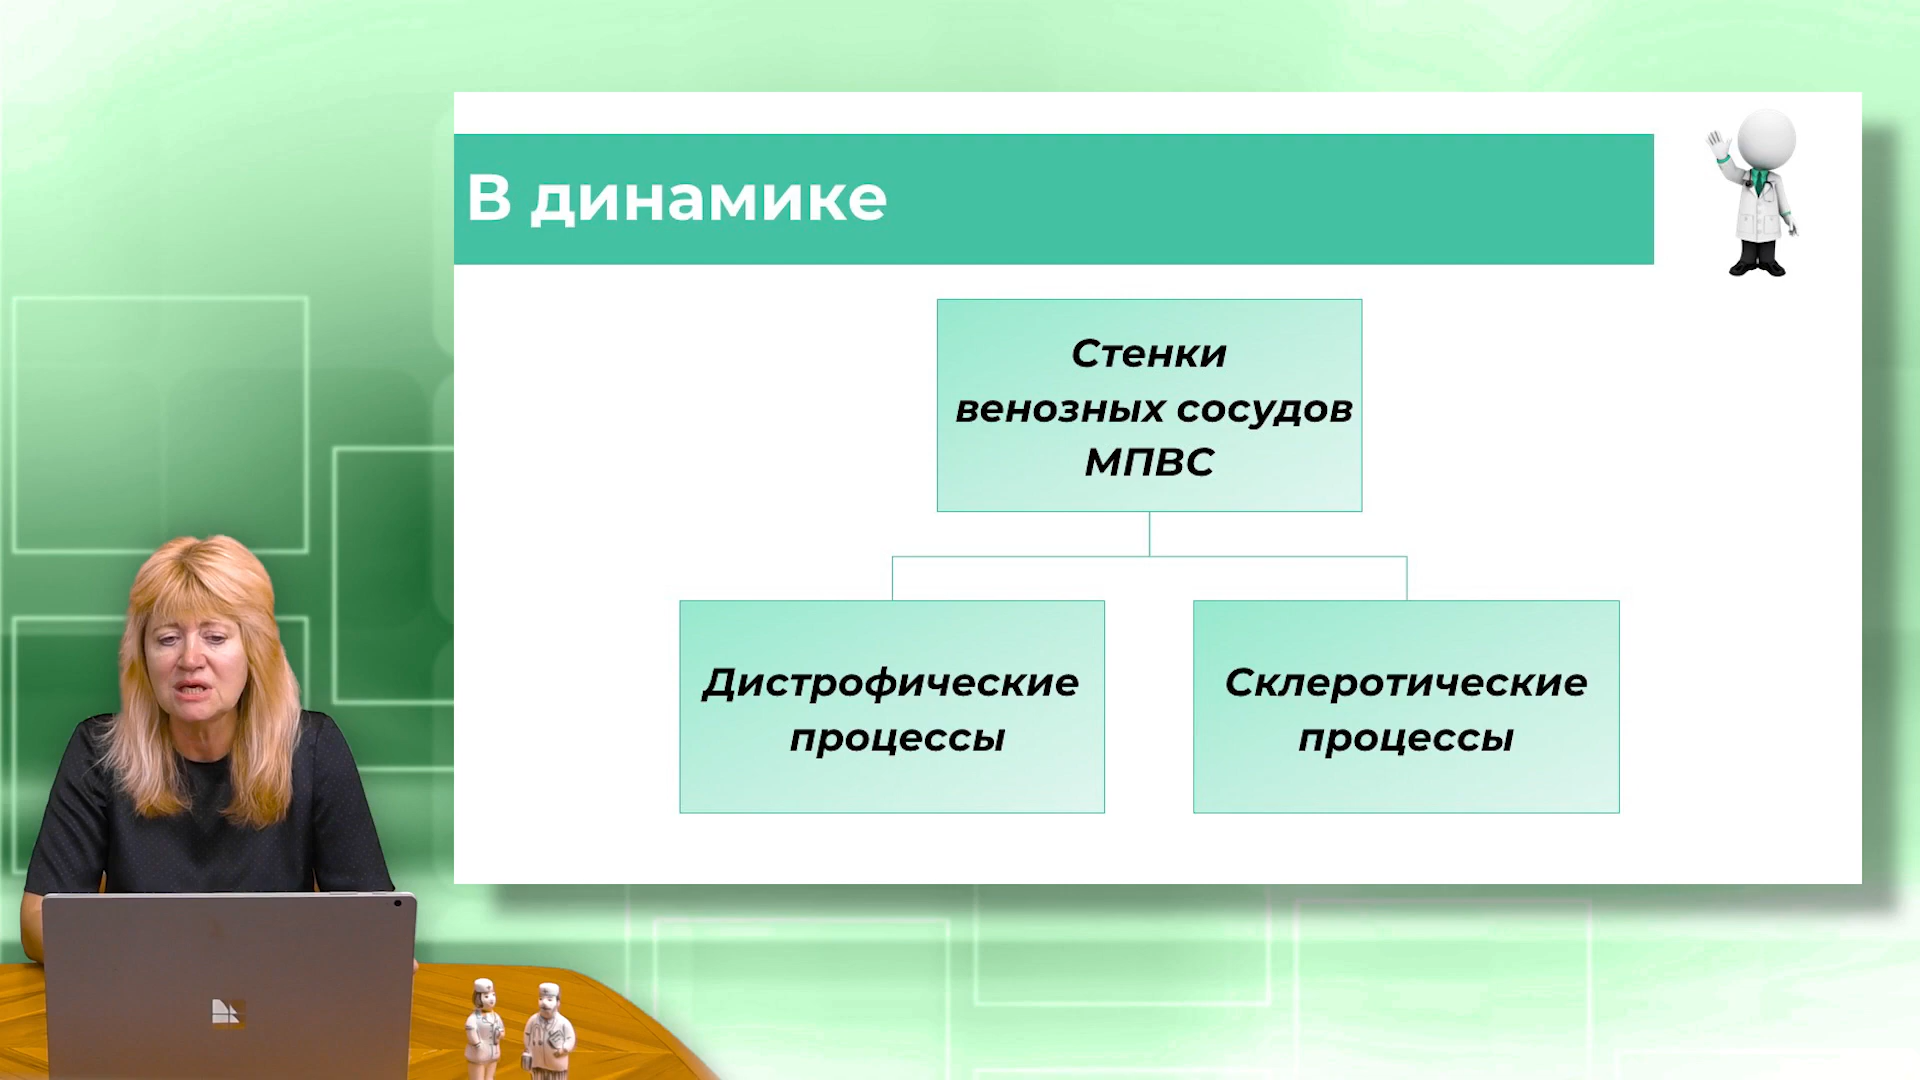 В динамике
Стенки
венозных сосудов
МПВС
Дистрофические
процессы
Склеротические
процессы